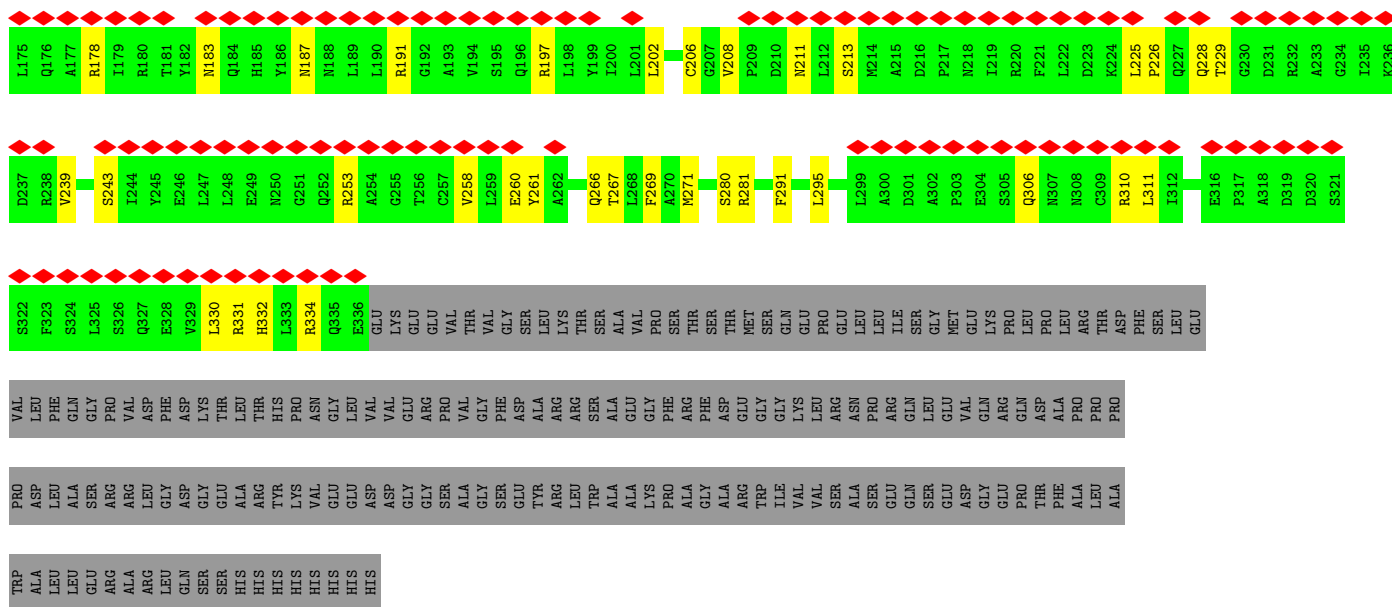 L175 Q176 A177 R178 I179 R180 T181 Y182 N183 Q184 H185 Y186 N187 N188 L189 L190 R191 G192 A193 V194 S195 Q196 R197 L198 Y199 I200 L201 L202 C206 G207 V208 P209 D210 N211 L212 S213 M214 A215 D216 P217 N218 I219 R220 F221 L222 D223 K224 L225 P226 Q227 Q228 T229 G230 D231 R232 A233 G234 I235 K236
D237 R238 V239 S243 I244 Y245 E246 L247 L248 E249 N250 G251 Q252 R253 A254 G255 T256 C257 V258 L259 E260 Y261 A262 Q266 T267 L268 F269 A270 M271 S280 R281 F291 L295 L299 A300 D301 A302 P303 E304 S305 Q306 N307 N308 C309 R310 L311 I312 E316 P317 A318 D319 D320 S321
S322 F323 S324 L325 S326 Q327 E328 V329 L330 R331 H332 L333 R334 Q335 E336 GLU LYS GLU GLU VAL THR VAL GLY SER LEU LYS THR SER ALA VAL PRO SER THR SER THR MET SER GLN GLU PRO GLU LEU LEU ILE SER GLY MET GLU LYS PRO LEU PRO LEU ARG THR ASP PHE SER LEU GLU
VAL LEU PHE GLN GLY PRO VAL ASP PHE ASP LYS THR LEU THR HIS PRO ASN GLY LEU VAL VAL GLU ARG PRO VAL GLY PHE ASP ALA ARG ARG SER ALA GLU GLY PHE ARG PHE ASP GLU GLY GLY LYS LEU ARG ASN PRO ARG GLN LEU GLU VAL GLN ARG GLN ASP ALA PRO PRO PRO
PRO ASP LEU ALA SER ARG ARG LEU GLY ASP GLY GLU ALA ARG TYR LYS VAL GLU GLU ASP ASP GLY GLY SER ALA GLY SER GLU TYR ARG LEU TRP ALA ALA LYS PRO ALA GLY ALA ARG TRP ILE VAL VAL SER ALA SER GLU GLN SER GLU ASP GLY GLU PRO THR PHE ALA LEU ALA
TRP ALA LEU LEU GLU ARG ALA ARG LEU GLN SER SER HIS HIS HIS HIS HIS HIS HIS HIS